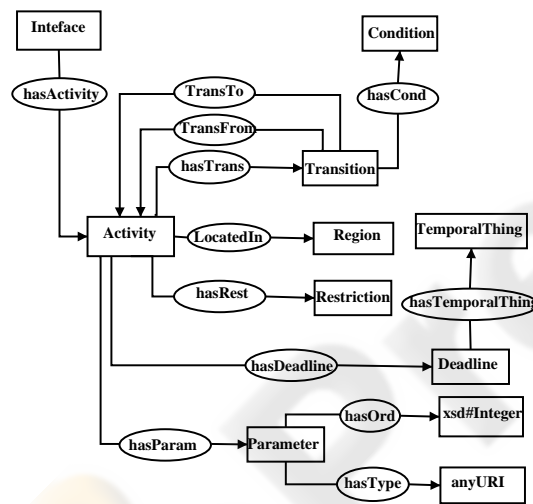 Inteface
Condition
hasActivity
TransTo
hasCond
TransFrom
hasTrans
Transition
Activity
LocatedIn
Region
TemporalThing
hasRest
Restriction
hasTemporalThing
hasDeadline
Deadline
hasOrd
xsd#Integer
hasParam
Parameter
hasType
anyURI